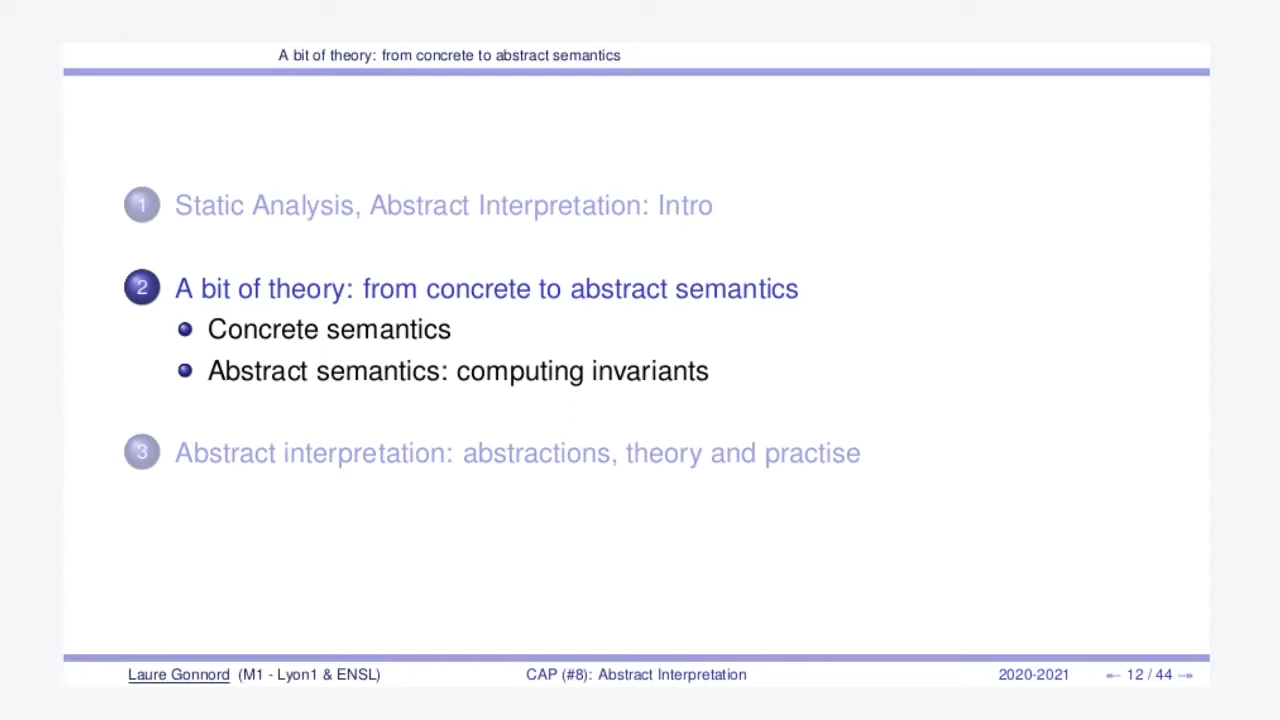 A bit of theory: from concrete to abstract semantics
1 Static Analysis, Abstract Interpretation: Intro
2 A bit of theory: from concrete to abstract semantics
Concrete semantics
Abstract semantics: computing invariants
3 Abstract interpretation: abstractions, theory and practise
Laure Gonnord (M1 - Lyon1 & ENSL) CAP (#8): Abstract Interpretation 2020-2021 ← 12 / 44 →